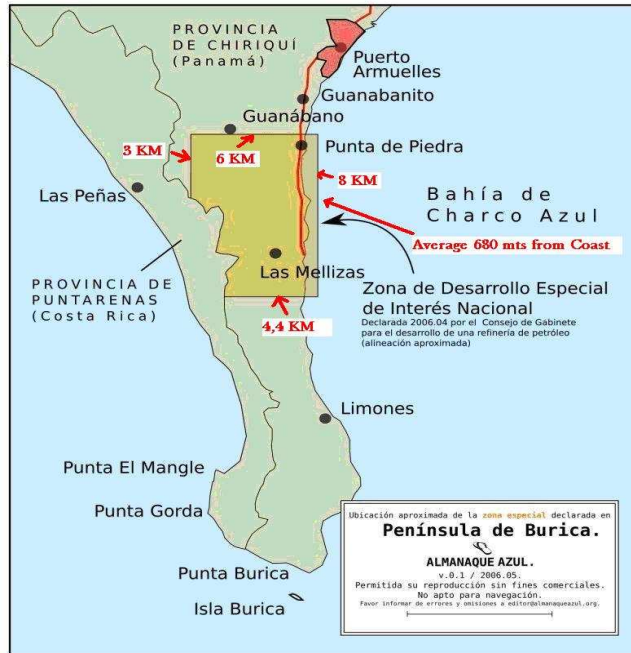 PROVINCIA
DE CHIRIQUÍ
(Panamá)
Puerto
Armuelles
Guanabanito
Guanábano
3 KM
6 KM
Punta de Piedra
8 KM
Las Peñas
Bahía de
Charco Azul
Average 680 mts from Coast
Las Mellizas
PROVINCIA DE
PUNTARENAS
(Costa Rica)
Zona de Desarrollo Especial
de Interés Nacional
Declarada 2006.04 por el Consejo de Gabinete
para el desarrollo de una refinería de petróleo
(alineación aproximada)
4,4 KM
Limones
Punta El Mangle
Punta Gorda
Punta Burica
Isla Burica
Ubicación aproximada de la zona especial declarada en
Península de Burica.
ALMANAQUE AZUL.
v.0.1 / 2006.05.
Permitida su reproducción sin fines comerciales.
No apto para navegación.
Favor informar de errores y omisiones a editor@almanaqueazul.org.